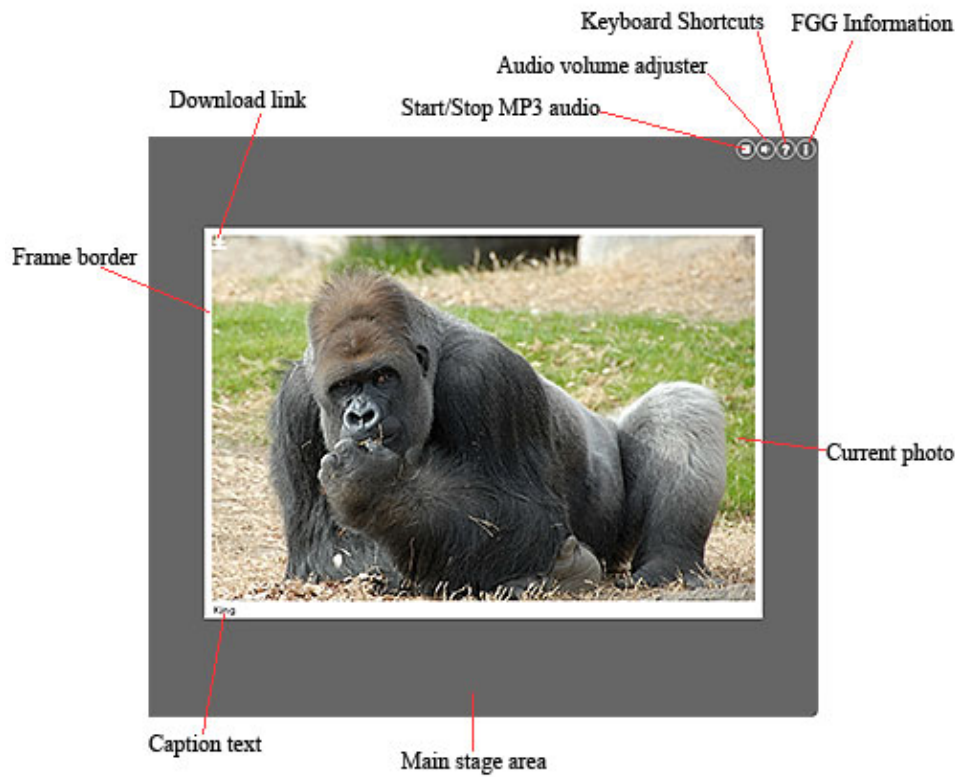 Keyboard Shortcuts
FGG Information
Audio volume adjuster
Download link
Start/Stop MP3 audio
Frame border
Current photo
King
Caption text
Main stage area